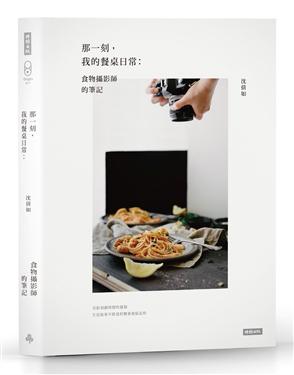 那一刻，
我的餐桌日常：
食物攝影師
的筆記
沈倩如
那一刻，
我的餐桌日常：
沈倩如
食物攝影師
的筆記